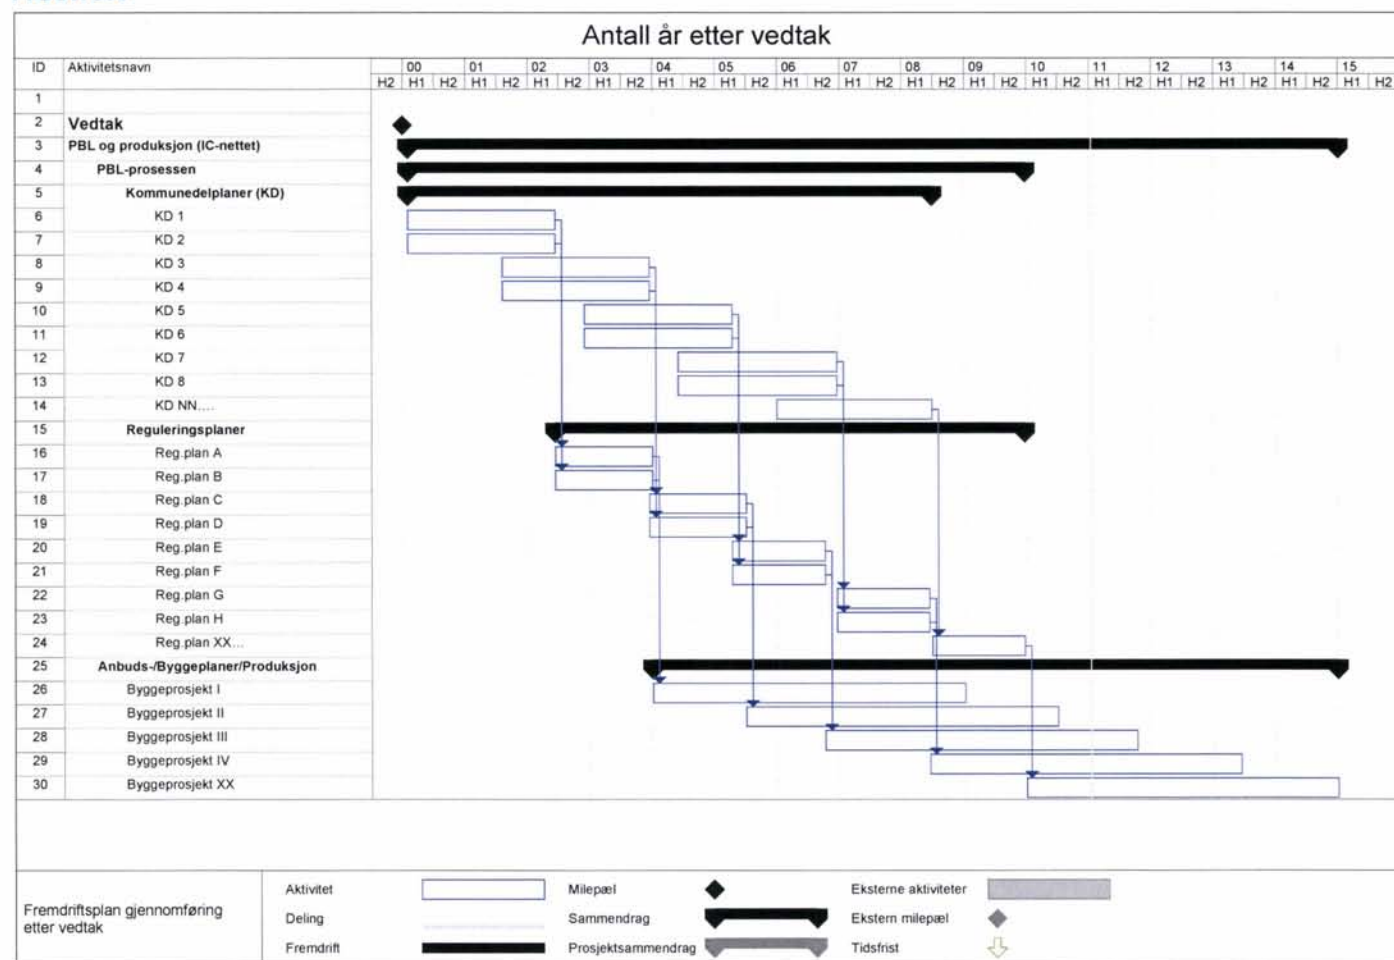 Antall år etter vedtak
ID Aktivitetsnavn 00 01 02 03 04 05 06 07 08 09 10 11 12 13 14 15
H2 H1 H2 H1 H2 H1 H2 H1 H2 H1 H2 H1 H2 H1 H2 H1 H2 H1 H2 H1 H2 H1 H2 H1 H2 H1 H2 H1 H2 H1 H2 H1 H2
1
2 Vedtak
3 PBL og produksjon (IC-nettet)
4 PBL-prosessen
5 Kommunedelplaner (KD)
6 KD 1
7 KD 2
8 KD 3
9 KD 4
10 KD 5
11 KD 6
12 KD 7
13 KD 8
14 KD NN....
15 Reguleringsplaner
16 Reg.plan A
17 Reg.plan B
18 Reg.plan C
19 Reg.plan D
20 Reg.plan E
21 Reg.plan F
22 Reg.plan G
23 Reg.plan H
24 Reg.plan XX...
25 Anbuds-/Byggeplaner/Produksjon
26 Byggeprosjekt I
27 Byggeprosjekt II
28 Byggeprosjekt III
29 Byggeprosjekt IV
30 Byggeprosjekt XX
Fremdriftsplan gjennomføring
etter vedtak
Aktivitet Milepæl Eksterne aktiviteter
Deling Sammendrag Ekstern milepæl
Fremdrift Prosjektsammendrag Tidsfrist